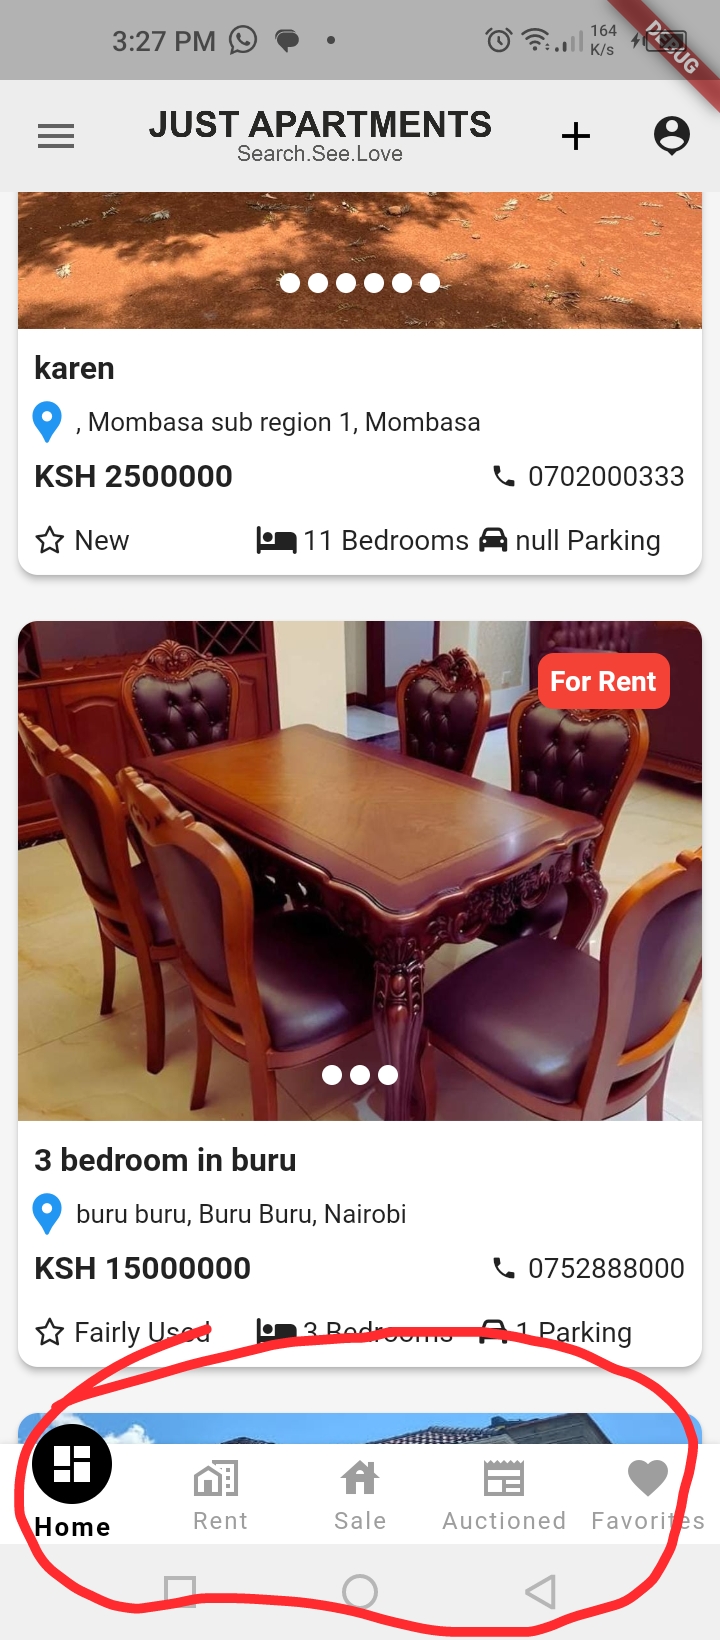 3:27 PM
164
K/s
DEBUG
JUST APARTMENTS
Search.See.Love
karen
, Mombasa sub region 1, Mombasa
KSH 2500000 0702000333
New 11 Bedrooms null Parking
For Rent
3 bedroom in buru
buru buru, Buru Buru, Nairobi
KSH 15000000 0752888000
Fairly Used 3 Bedrooms 1 Parking
Home Rent Sale Auctioned Favorites